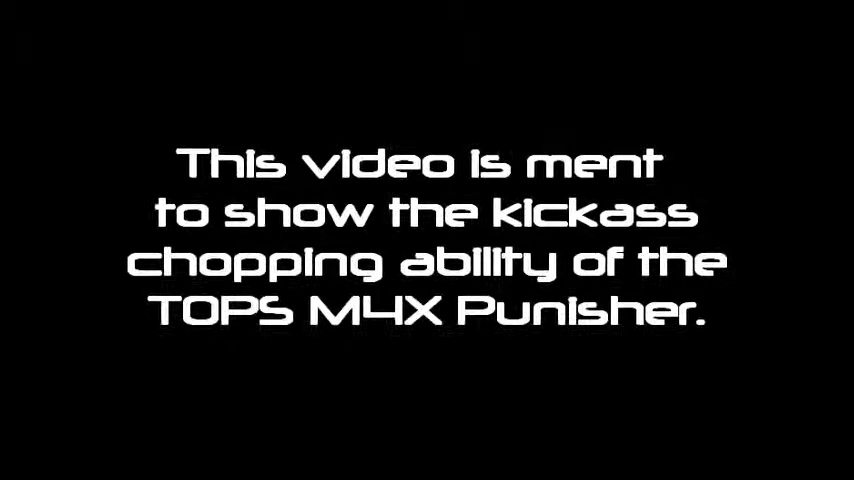 This video is ment
to show the kickass
chopping ability of the
TOPS M4X Punisher.